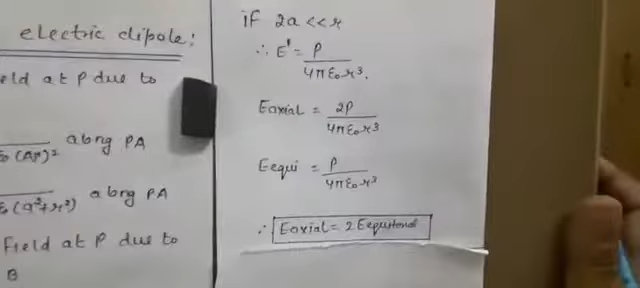 electric dipole:
eld at P due to
(AP)² along PA
(a²+r²) along PA
Field at P due to
B
if 2a << r
∴ E' = P / 4πε₀r³.
Eaxial = 2P / 4πε₀r³
Eequi = P / 4πε₀r³
∴ Eaxial = 2 Eequitorial